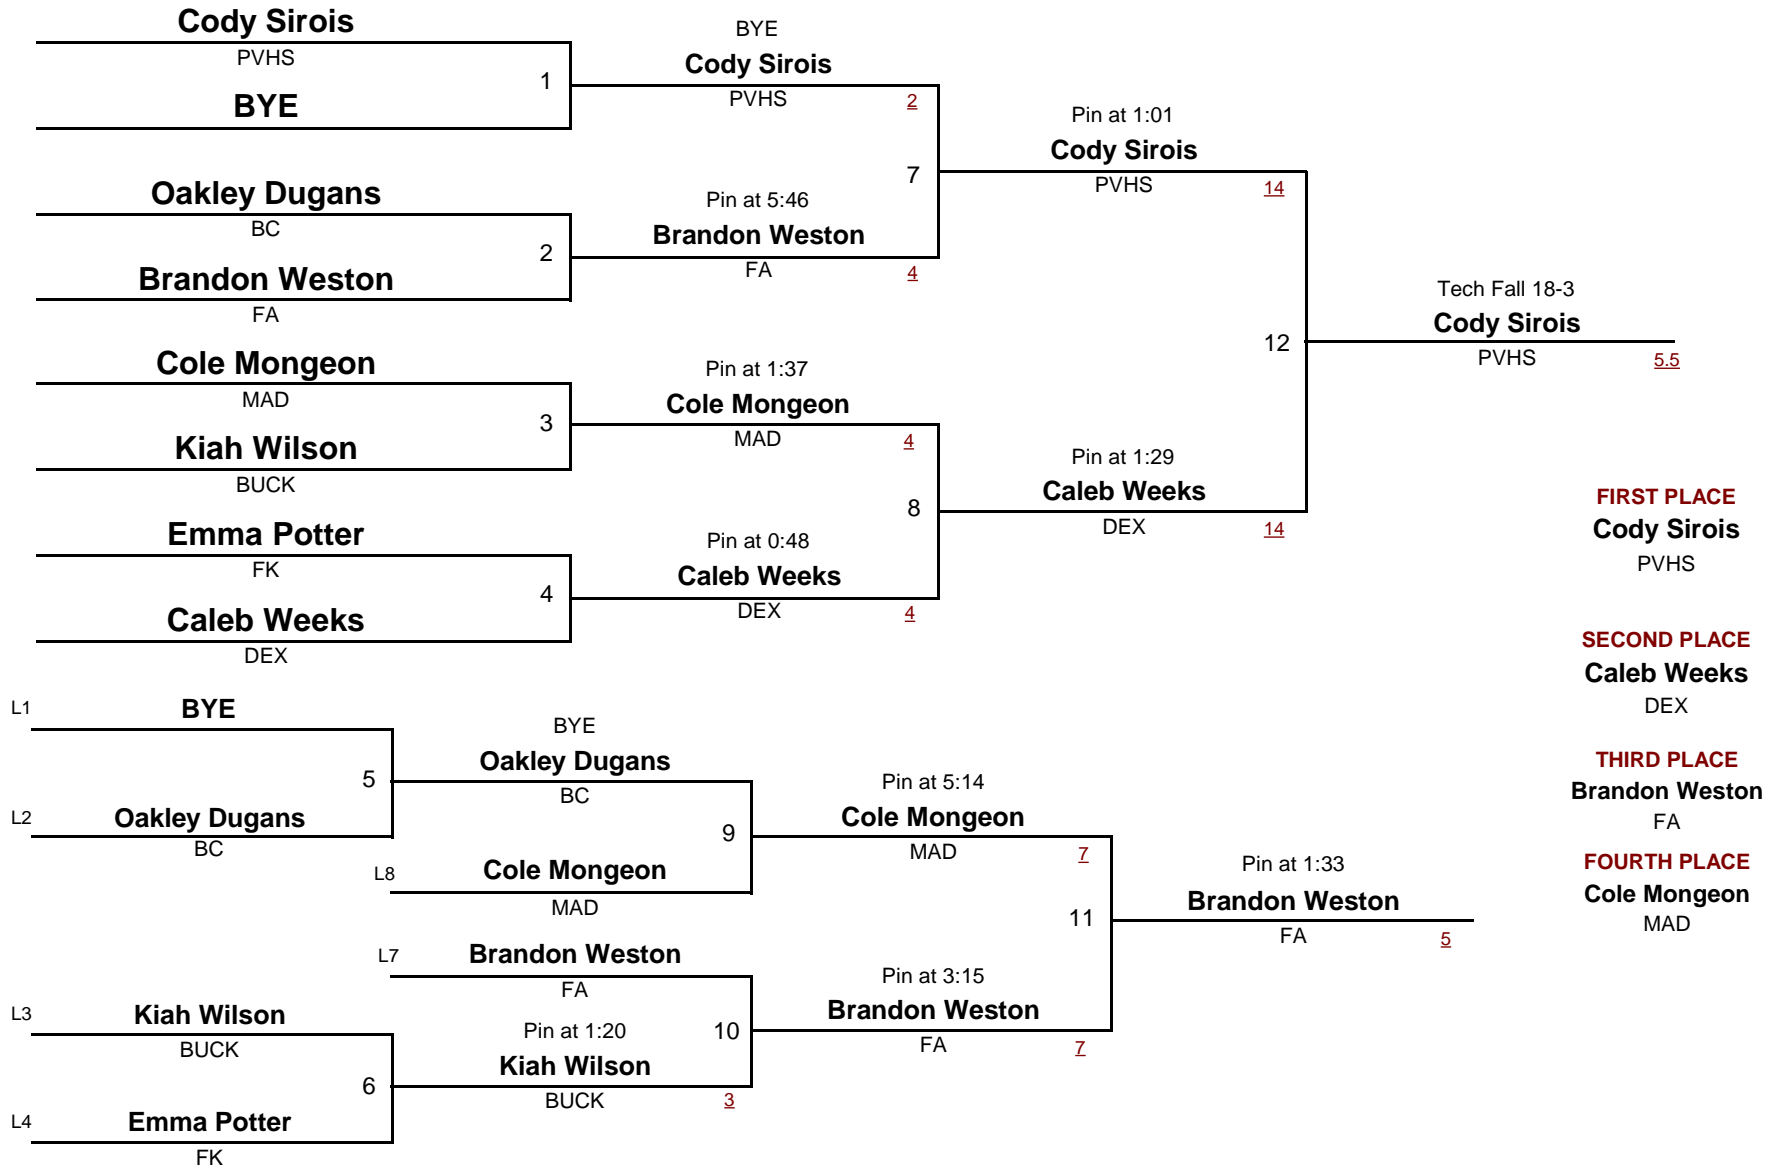 Cody Sirois
PVHS
1
BYE
Oakley Dugans
BC
2
Brandon Weston
FA
Cole Mongeon
MAD
3
Kiah Wilson
BUCK
Emma Potter
FK
4
Caleb Weeks
DEX
BYE
Cody Sirois
PVHS
2
7
Pin at 5:46
Brandon Weston
FA
4
Pin at 1:37
Cole Mongeon
MAD
4
8
Pin at 0:48
Caleb Weeks
DEX
4
Pin at 1:01
Cody Sirois
PVHS
14
12
Pin at 1:29
Caleb Weeks
DEX
14
Tech Fall 18-3
Cody Sirois
PVHS
5.5
FIRST PLACE
Cody Sirois
PVHS
SECOND PLACE
Caleb Weeks
DEX
THIRD PLACE
Brandon Weston
FA
FOURTH PLACE
Cole Mongeon
MAD
L1
BYE
5
L2
Oakley Dugans
BC
L3
Kiah Wilson
BUCK
6
L4
Emma Potter
FK
BYE
Oakley Dugans
BC
9
L8
Cole Mongeon
MAD
L7
Brandon Weston
FA
10
Pin at 1:20
Kiah Wilson
BUCK
3
Pin at 5:14
Cole Mongeon
MAD
7
11
Pin at 3:15
Brandon Weston
FA
7
Pin at 1:33
Brandon Weston
FA
5